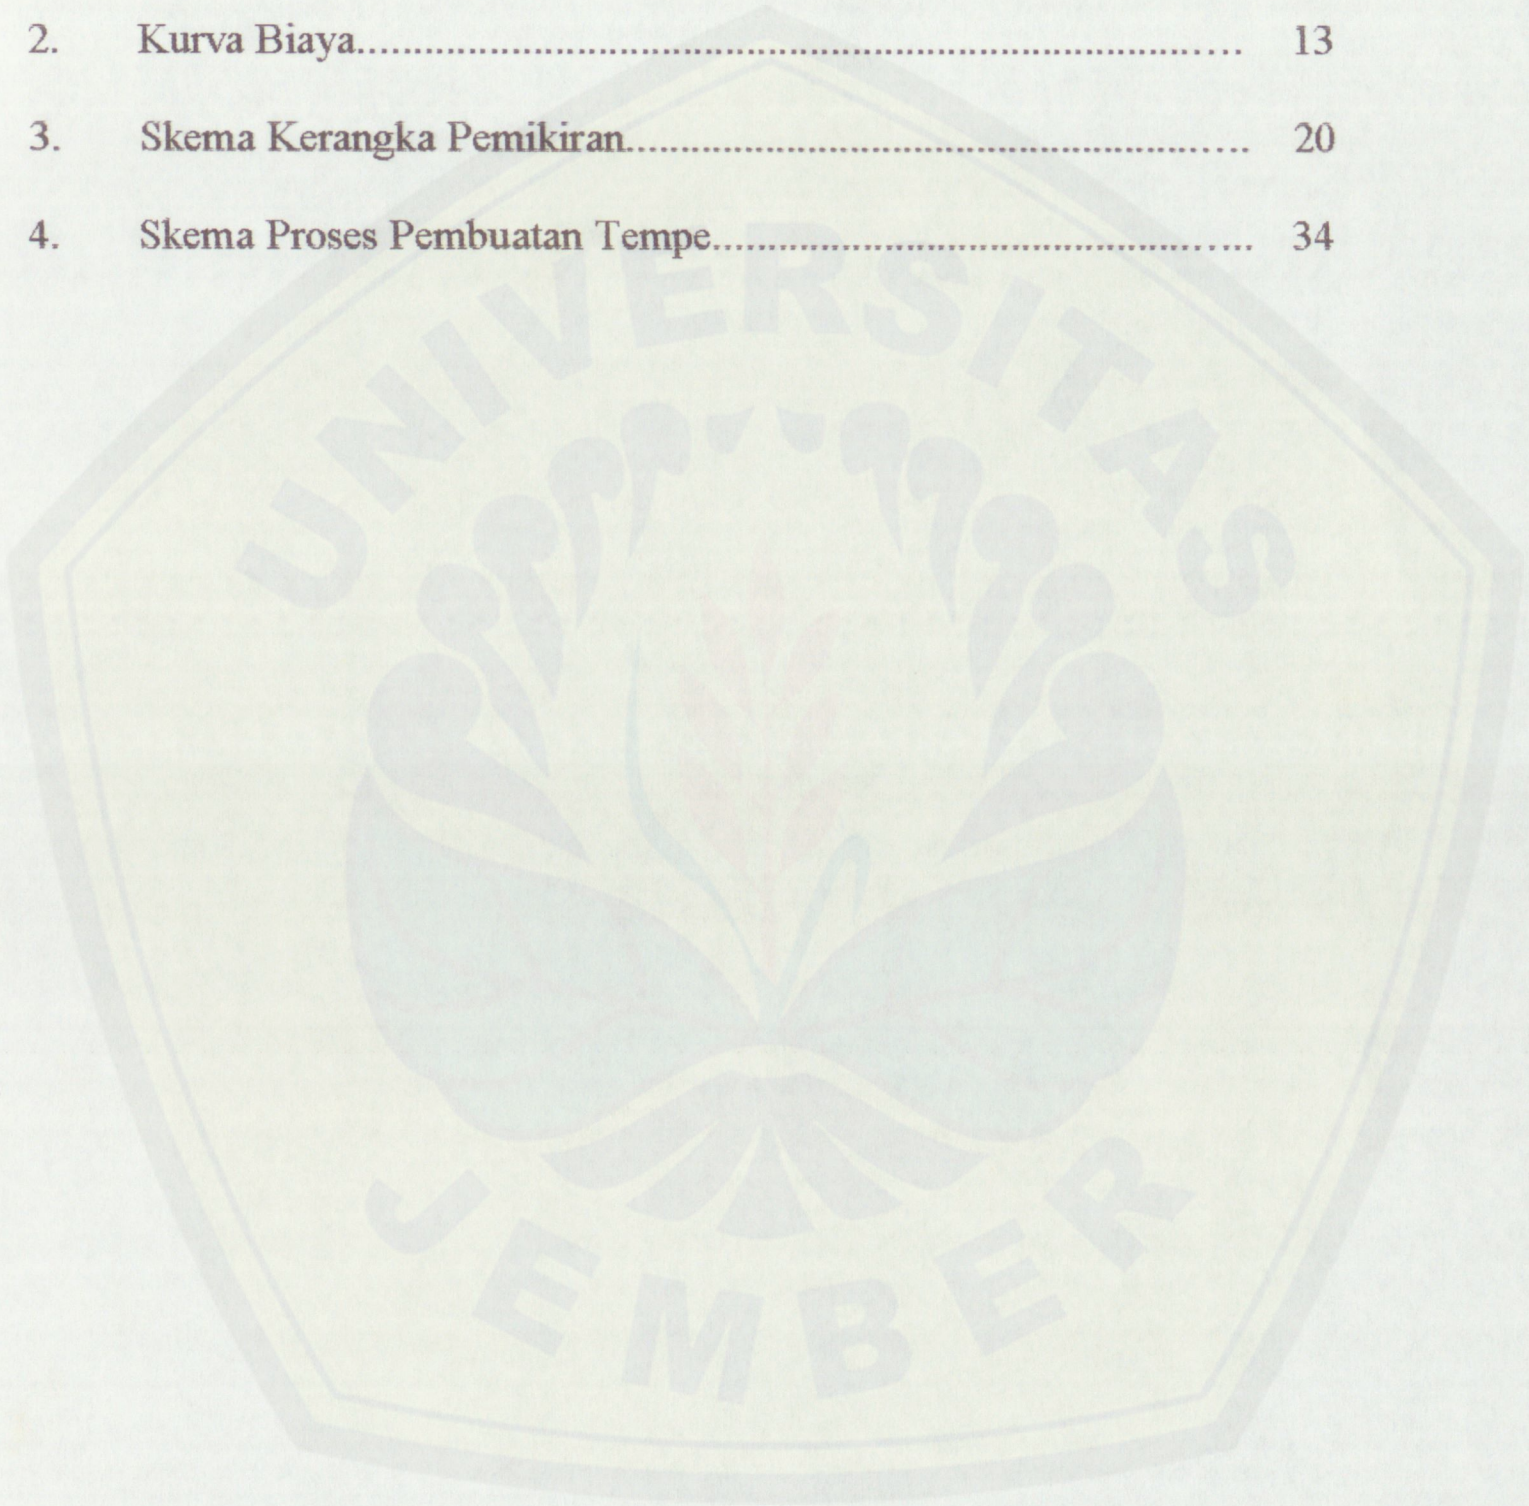 2. Kurva Biaya........................................................................... 13
3. Skema Kerangka Pemikiran..................................................... 20
4. Skema Proses Pembuatan Tempe.............................................. 34
UNIVERSITAS
JEMBER